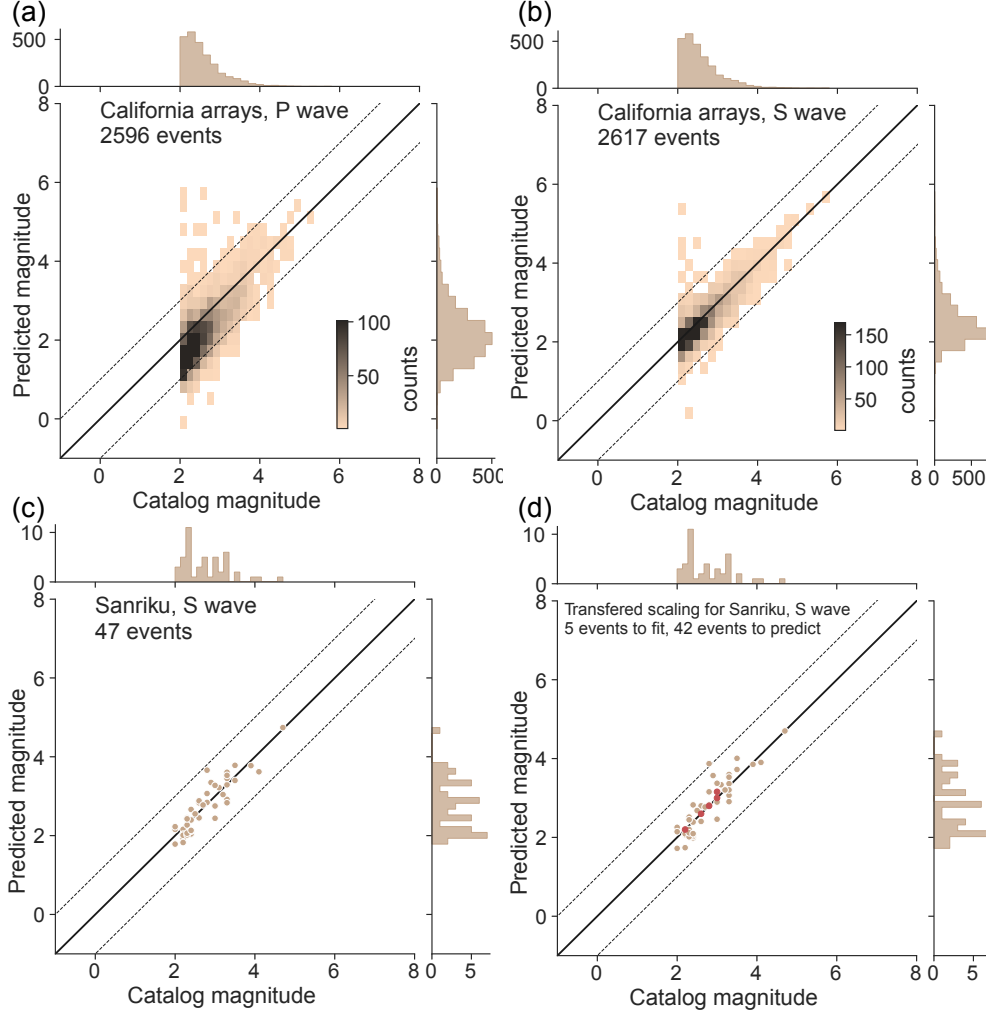 (a)
500
0
8
6
4
2
0
Predicted magnitude
California arrays, P wave
2596 events
100
50
counts
0 2 4 6 8
Catalog magnitude
0 500
(b)
500
0
8
6
4
2
0
Predicted magnitude
California arrays, S wave
2617 events
150
100
50
counts
0 2 4 6 8
Catalog magnitude
0 500
(c)
10
0
8
6
4
2
0
Predicted magnitude
Sanriku, S wave
47 events
0 2 4 6 8
Catalog magnitude
0 5
(d)
10
0
8
6
4
2
0
Predicted magnitude
Transfered scaling for Sanriku, S wave
5 events to fit, 42 events to predict
0 2 4 6 8
Catalog magnitude
0 5